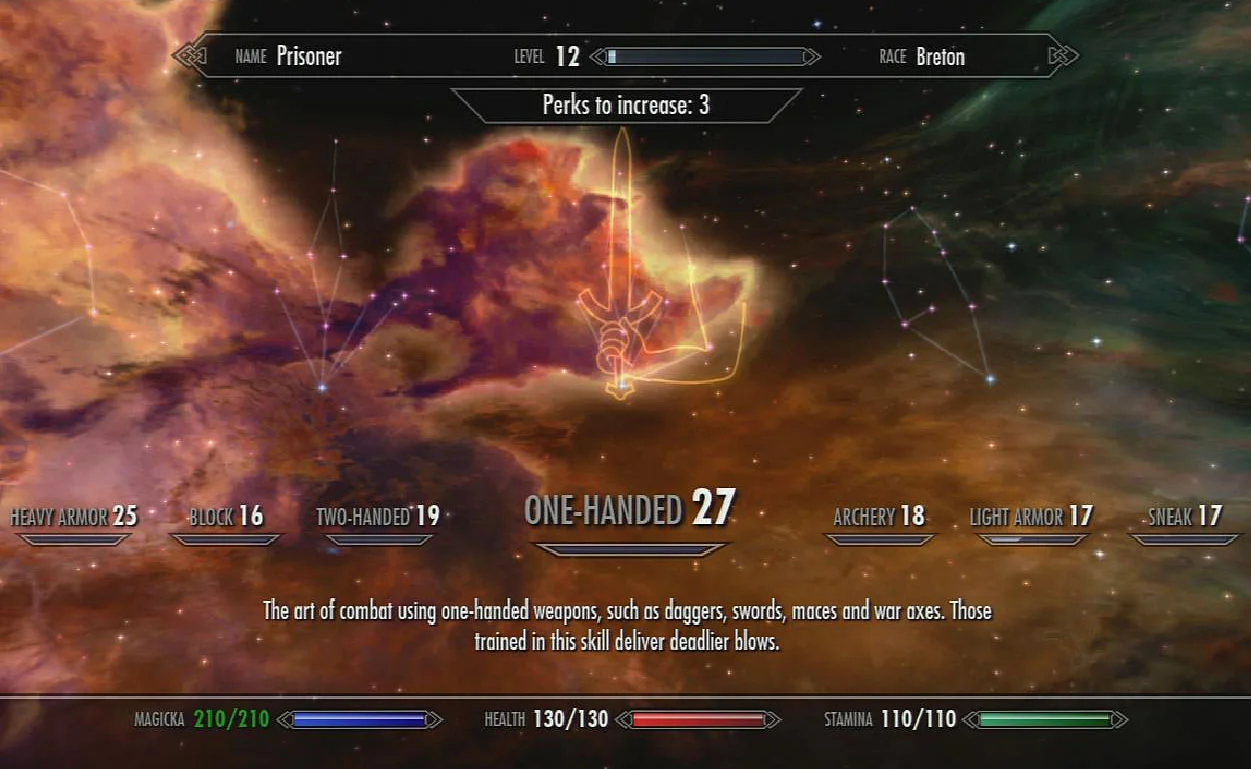 NAME Prisoner LEVEL 12 RACE Breton
Perks to increase: 3
HEAVY ARMOR 25 BLOCK 16 TWO-HANDED 19 ONE-HANDED 27 ARCHERY 18 LIGHT ARMOR 17 SNEAK 17
The art of combat using one-handed weapons, such as daggers, swords, maces and war axes. Those
trained in this skill deliver deadlier blows.
MAGICKA 210/210 HEALTH 130/130 STAMINA 110/110